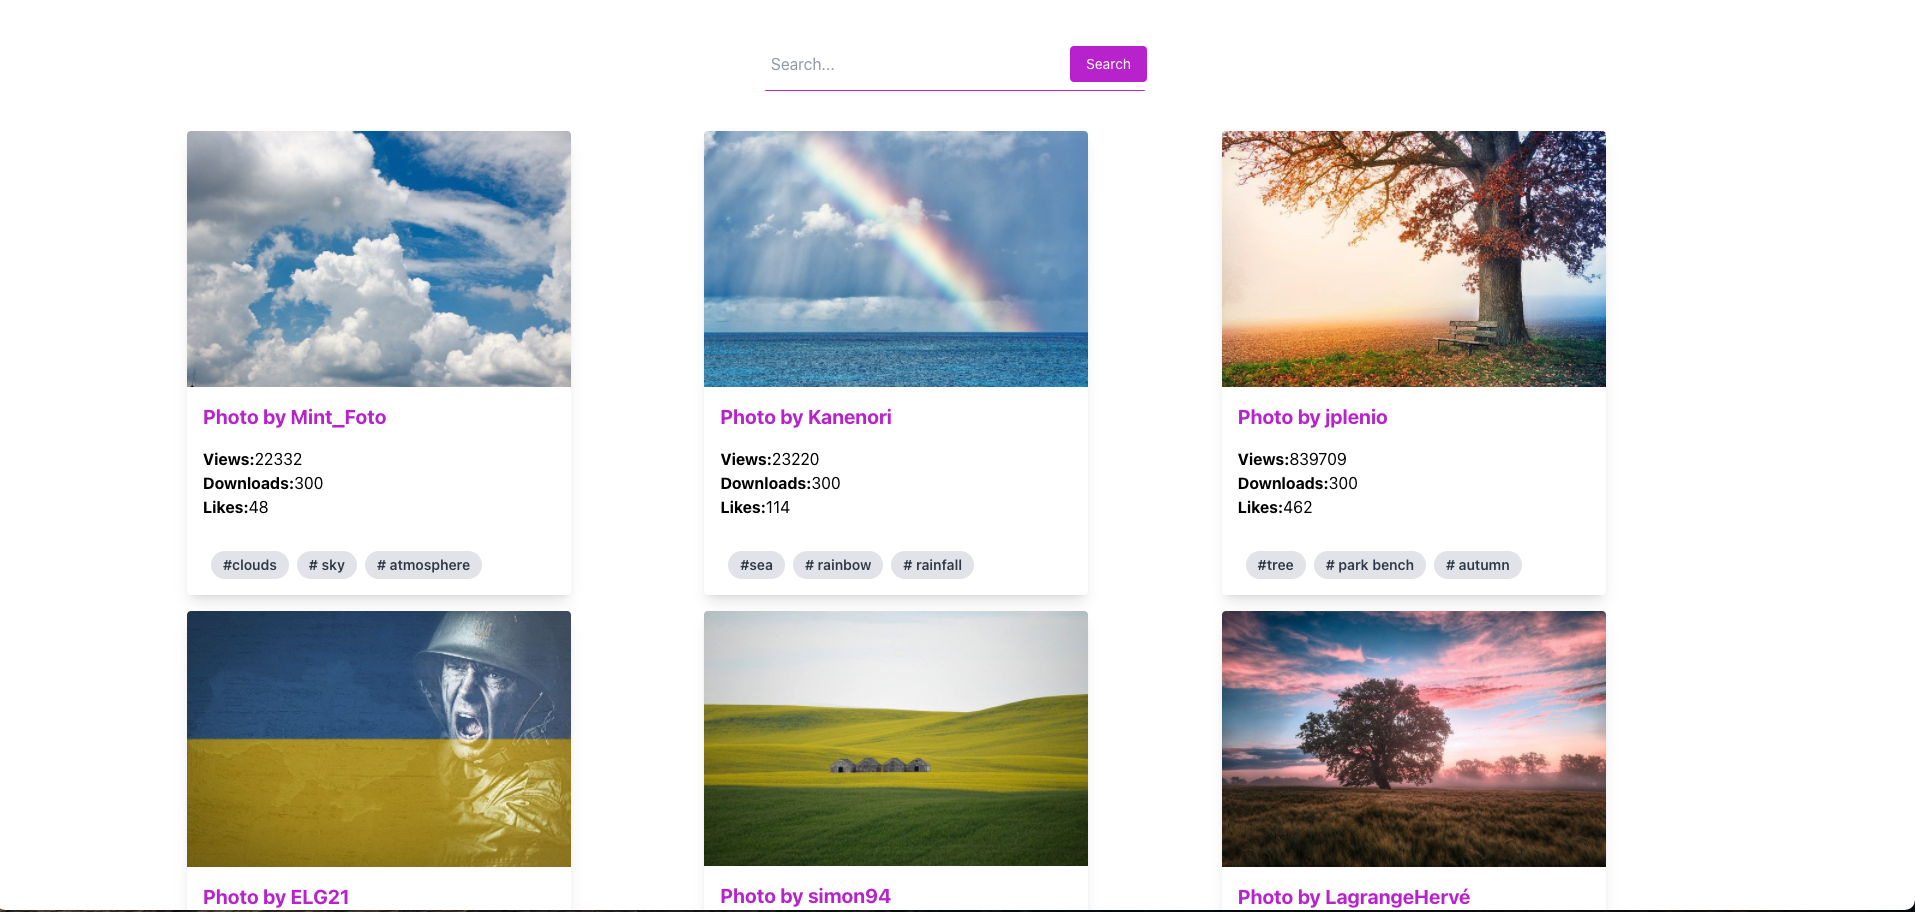 Search...
Search
Photo by Mint_Foto
Views:22332
Downloads:300
Likes:48
#clouds # sky # atmosphere
Photo by Kanenori
Views:23220
Downloads:300
Likes:114
#sea # rainbow # rainfall
Photo by jplenio
Views:839709
Downloads:300
Likes:462
#tree # park bench # autumn
Photo by ELG21
Photo by simon94
Photo by LagrangeHervé